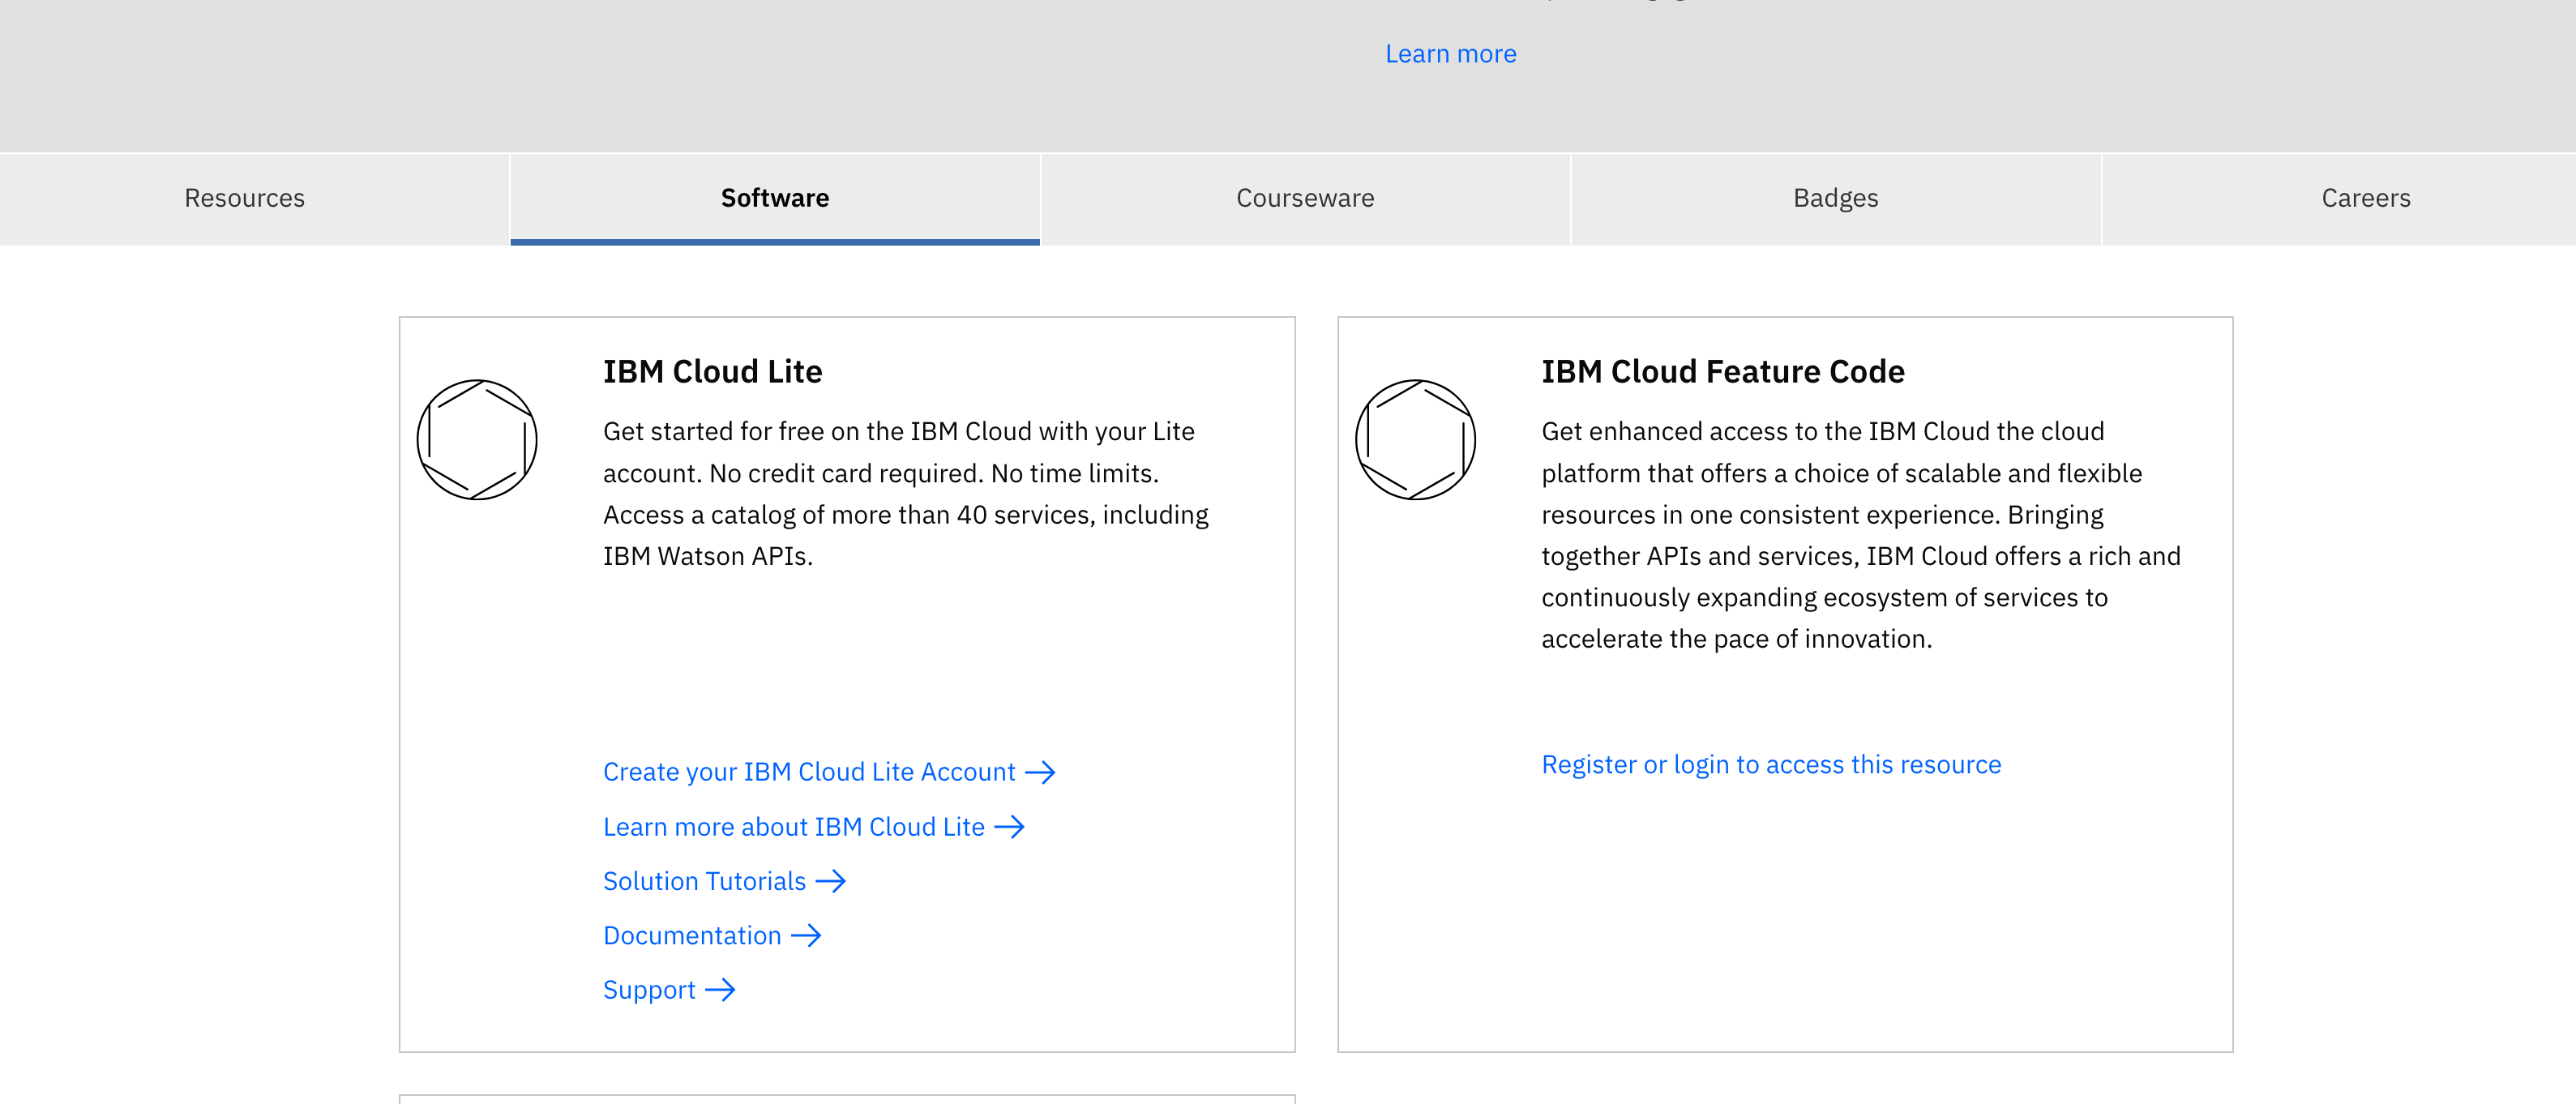 Learn more
Resources
Software
Courseware
Badges
Careers
IBM Cloud Lite
Get started for free on the IBM Cloud with your Lite
account. No credit card required. No time limits.
Access a catalog of more than 40 services, including
IBM Watson APIs.
Create your IBM Cloud Lite Account
Learn more about IBM Cloud Lite
Solution Tutorials
Documentation
Support
IBM Cloud Feature Code
Get enhanced access to the IBM Cloud the cloud
platform that offers a choice of scalable and flexible
resources in one consistent experience. Bringing
together APIs and services, IBM Cloud offers a rich and
continuously expanding ecosystem of services to
accelerate the pace of innovation.
Register or login to access this resource